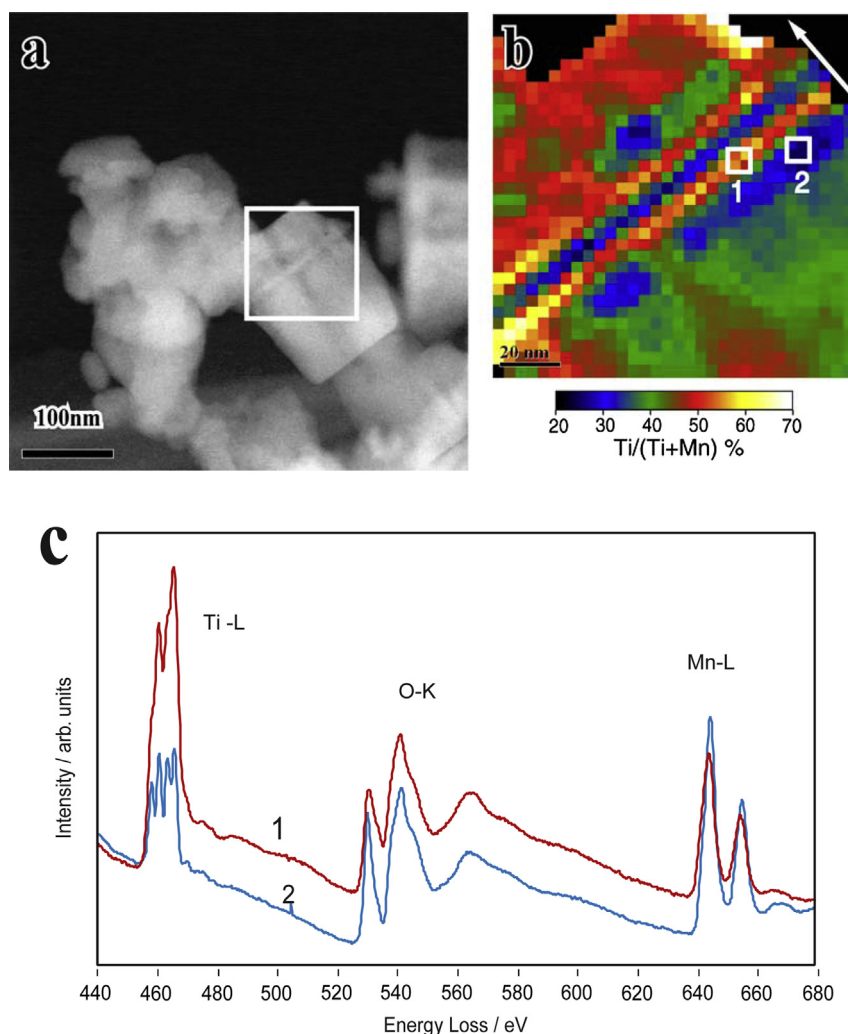 a
100nm
b
1
2
20 nm
20 30 40 50 60 70
Ti/(Ti+Mn) %
c
Intensity / arb. units
Ti -L
O-K
Mn-L
1
2
440 460 480 500 520 540 560 580 600 620 640 660 680
Energy Loss / eV